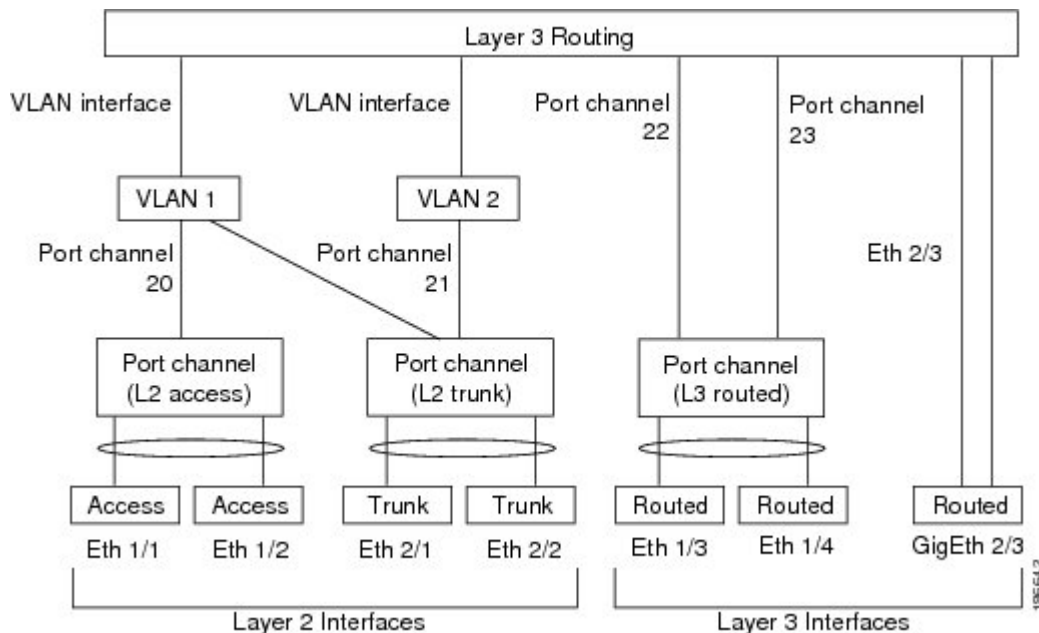 Layer 3 Routing
VLAN interface
VLAN interface
Port channel
22
Port channel
23
VLAN 1
VLAN 2
Port channel
20
Port channel
21
Eth 2/3
Port channel
(L2 access)
Port channel
(L2 trunk)
Port channel
(L3 routed)
Access
Access
Trunk
Trunk
Routed
Routed
Routed
Eth 1/1
Eth 1/2
Eth 2/1
Eth 2/2
Eth 1/3
Eth 1/4
GigEth 2/3
Layer 2 Interfaces
Layer 3 Interfaces